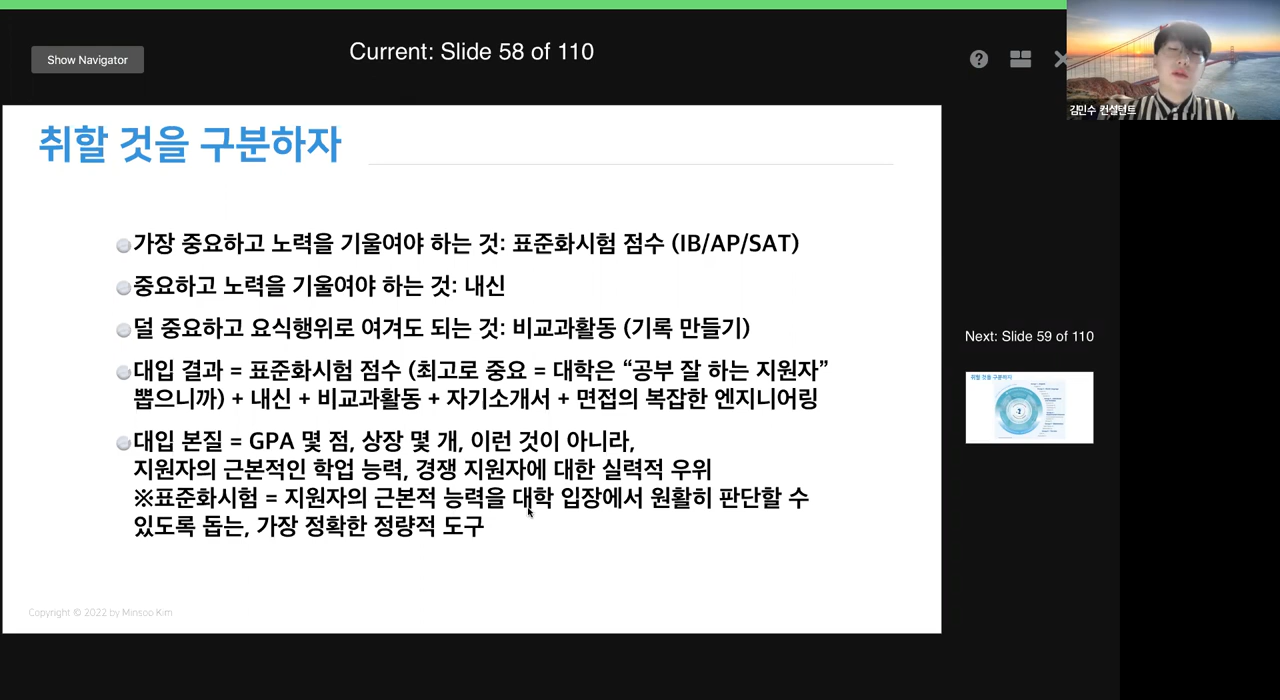 Show Navigator
Current: Slide 58 of 110
김민수 컨설턴트
취할 것을 구분하자
가장 중요하고 노력을 기울여야 하는 것: 표준화시험 점수 (IB/AP/SAT)
중요하고 노력을 기울여야 하는 것: 내신
덜 중요하고 요식행위로 여겨도 되는 것: 비교과활동 (기록 만들기)
대입 결과 = 표준화시험 점수 (최고로 중요 = 대학은 “공부 잘 하는 지원자”
뽑으니까) + 내신 + 비교과활동 + 자기소개서 + 면접의 복잡한 엔지니어링
대입 본질 = GPA 몇 점, 상장 몇 개, 이런 것이 아니라,
지원자의 근본적인 학업 능력, 경쟁 지원자에 대한 실력적 우위
※표준화시험 = 지원자의 근본적 능력을 대학 입장에서 원활히 판단할 수
있도록 돕는, 가장 정확한 정량적 도구
Copyright © 2022 by Minsoo Kim
Next: Slide 59 of 110
취할 것을 구분하자